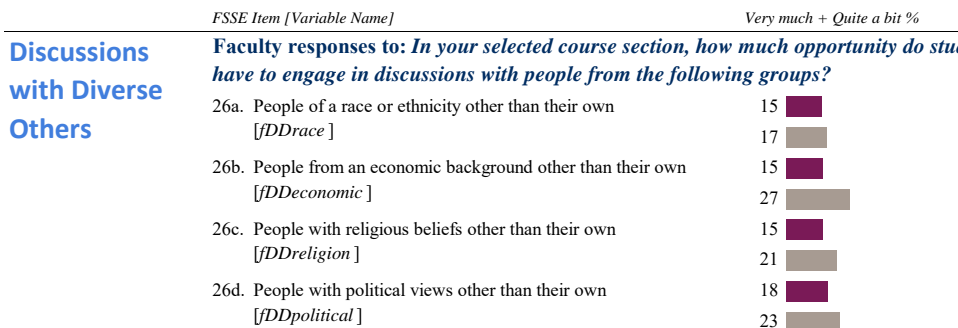 FSSE Item [Variable Name] Very much + Quite a bit %
Discussions
with Diverse
Others
Faculty responses to: In your selected course section, how much opportunity do
have to engage in discussions with people from the following groups?
26a. People of a race or ethnicity other than their own 15
[fDDrace ] 17
26b. People from an economic background other than their own 15
[fDDeconomic ] 27
26c. People with religious beliefs other than their own 15
[fDDreligion ] 21
26d. People with political views other than their own 18
[fDDpolitical ] 23